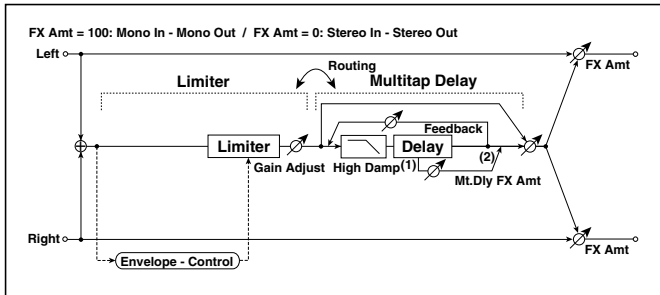 FX Amt = 100: Mono In - Mono Out / FX Amt = 0: Stereo In - Stereo Out
Left
FX Amt
Routing
Limiter
Multitap Delay
Feedback
Limiter
Delay
Gain Adjust
High Damp
(1)
(2)
Mt.Dly FX Amt
Right
FX Amt
Envelope - Control